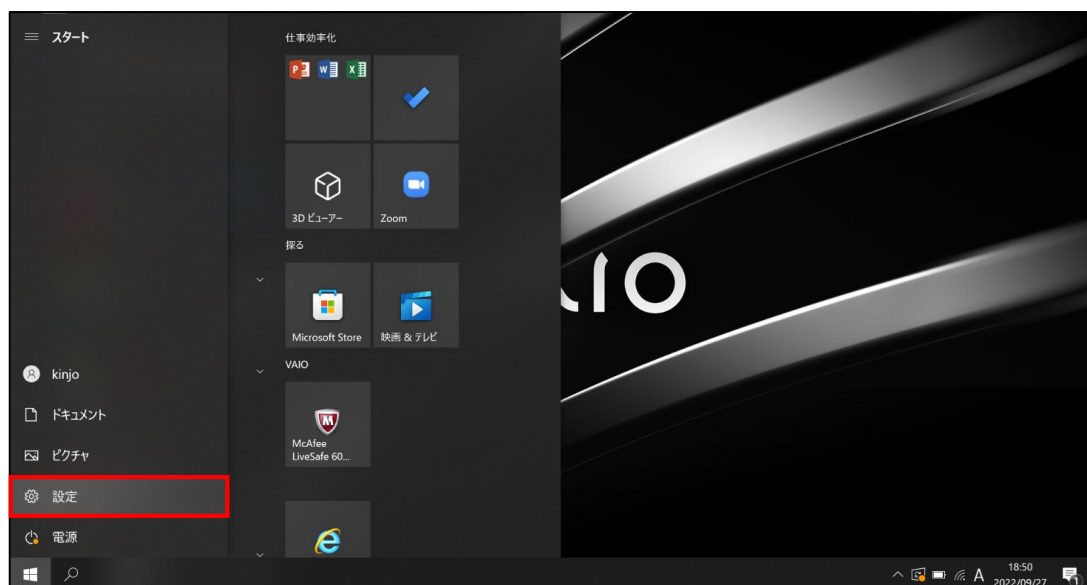 スタート
kinjo
ドキュメント
ピクチャ
設定
電源
仕事効率化
P
W
X
3D ビューアー
Zoom
探る
Microsoft Store
映画 & テレビ
VAIO
McAfee
LiveSafe 60...
IO
A
18:50
2022/09/27
1